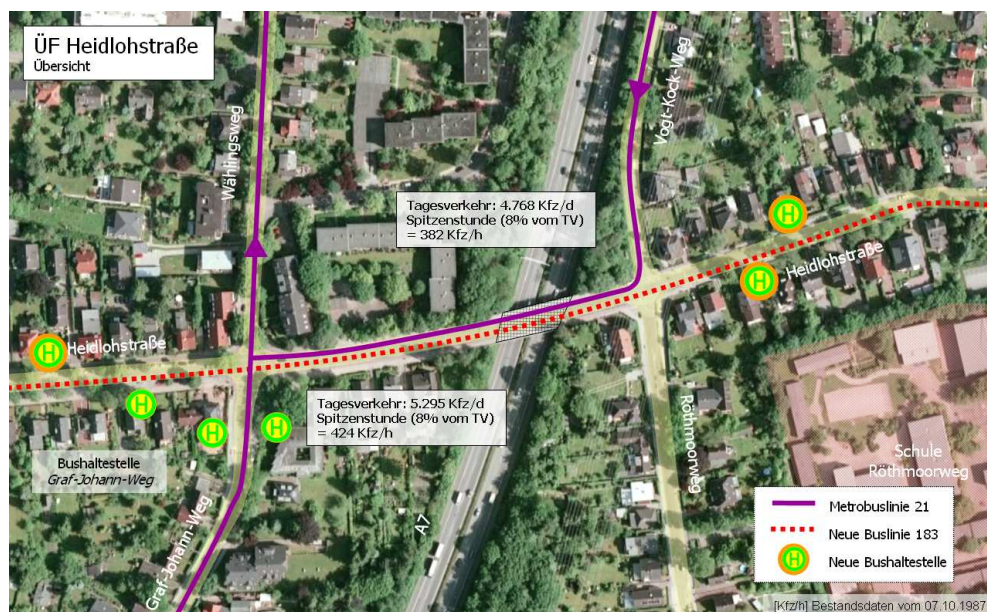 ÜF Heidlohstraße
Übersicht
Wählingsweg
Vogt-Kock-Weg
Tagesverkehr: 4.768 Kfz/d
Spitzenstunde (8% vom TV)
= 382 Kfz/h
H
H
Heidlohstraße
H
Heidlohstraße
H
H
H
Tagesverkehr: 5.295 Kfz/d
Spitzenstunde (8% vom TV)
= 424 Kfz/h
Bushaltestelle
Graf-Johann-Weg
Graf-Johann-Weg
A7
Röthmoorweg
Schule
Röthmoorweg
Metrobuslinie 21
Neue Buslinie 183
H
Neue Bushaltestelle
[Kfz/h] Bestandsdaten vom 07.10.1987